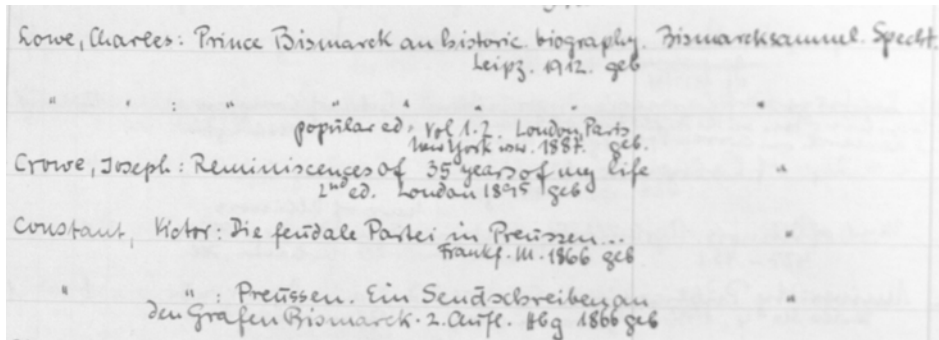 Lowe, Charles: Prince Bismarck an historic. biography. Bismarcksamml. Specht.
Leipz. 1912. geb
" " : " " " " "
popular ed. vol 1-2. London, Paris
New York usw. 1887. geb.
Crowe, Joseph: Reminiscences of 35 years of my life "
2nd ed. London 1895 geb
Constant, Victor: Die feudale Partei in Preussen... "
Frankf. M. 1866 geb
" " : Preussen. Ein Sendschreiben an "
den Grafen Bismarck. 2. Aufl. Hbg 1866 geb